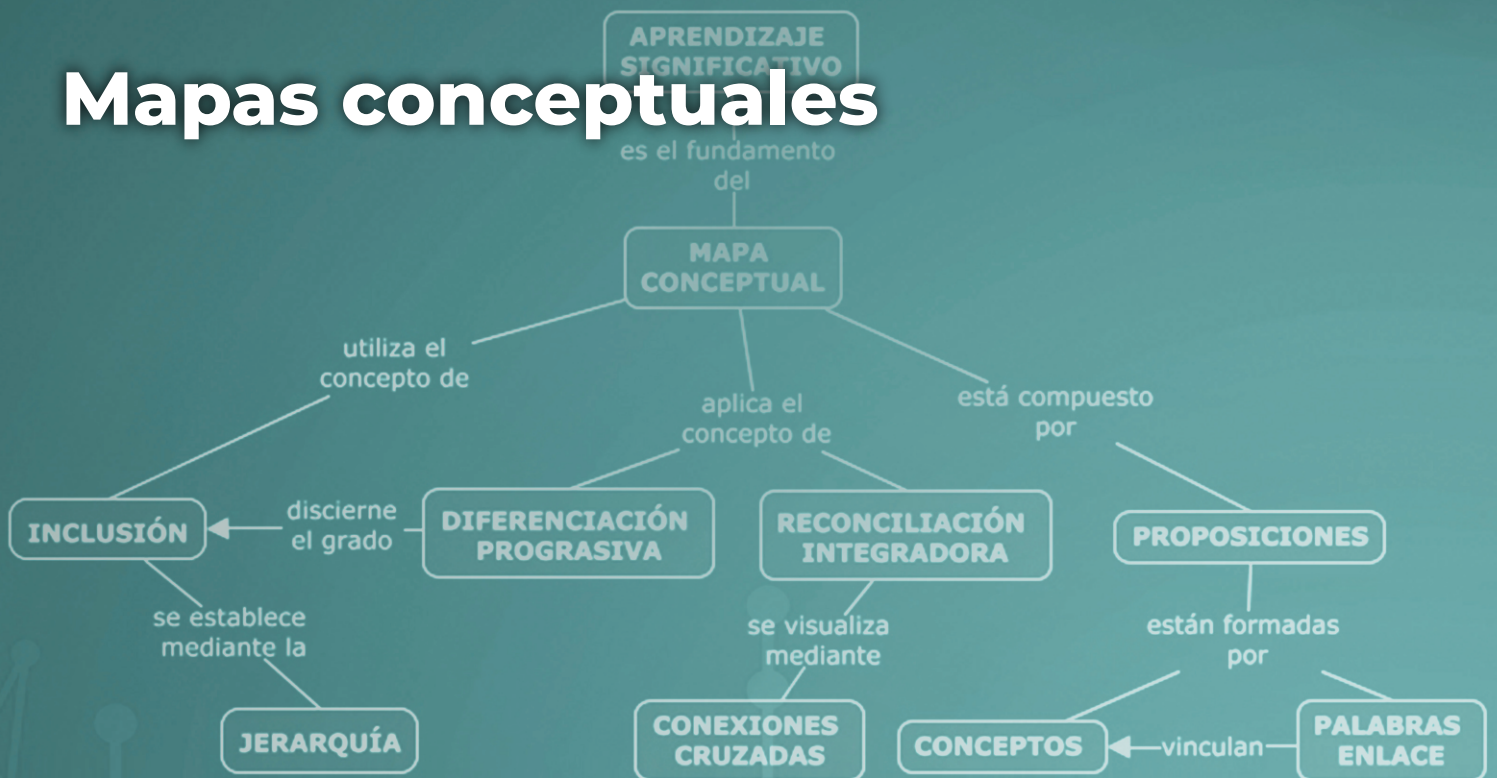 APRENDIZAJE
SIGNIFICATIVO
Mapas conceptuales
es el fundamento
del
MAPA
CONCEPTUAL
utiliza el
concepto de
aplica el
concepto de
está compuesto
por
INCLUSIÓN
discierne
el grado
DIFERENCIACIÓN
PROGRASIVA
RECONCILIACIÓN
INTEGRADORA
PROPOSICIONES
se establece
mediante la
se visualiza
mediante
están formadas
por
JERARQUÍA
CONEXIONES
CRUZADAS
CONCEPTOS
vinculan
PALABRAS
ENLACE